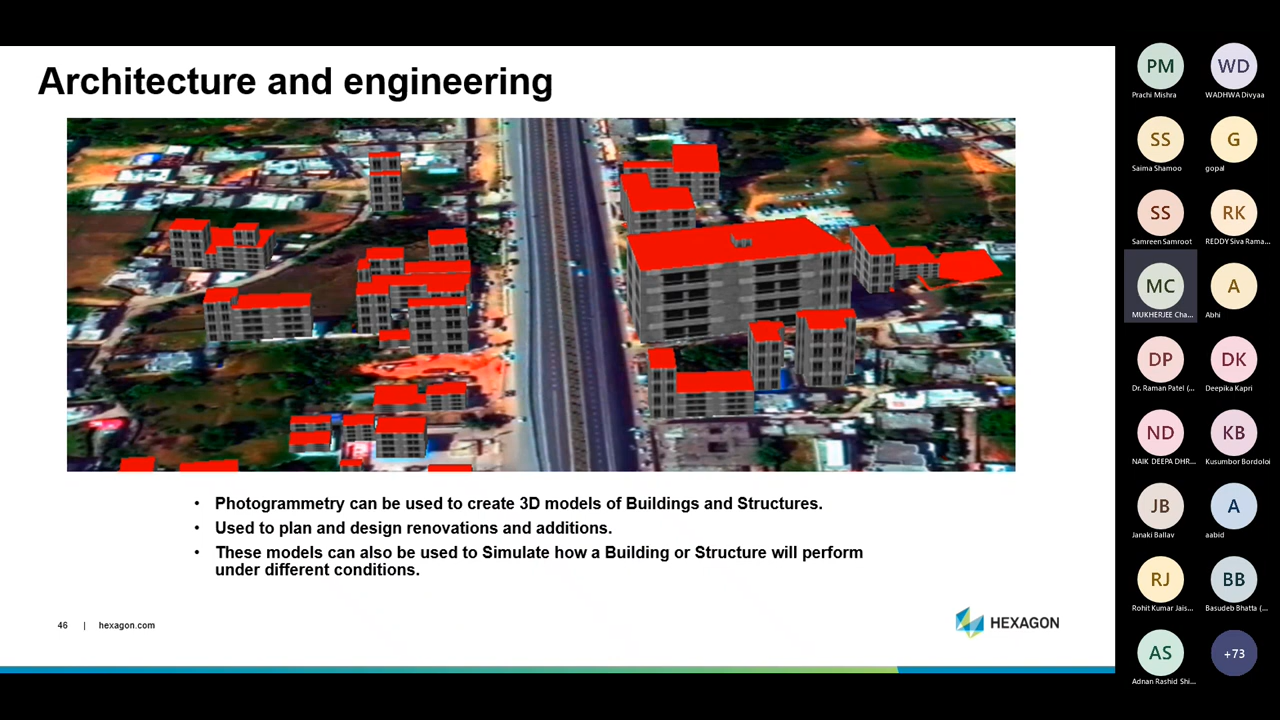 Architecture and engineering
• Photogrammetry can be used to create 3D models of Buildings and Structures.
• Used to plan and design renovations and additions.
• These models can also be used to Simulate how a Building or Structure will perform
under different conditions.
46 | hexagon.com
HEXAGON
PM WD
Prachi Mishra WADHWA Divyaa
SS G
Saima Shamoo gopal
SS RK
Samreen Samroot REDDY Siva Rama...
MC A
MUKHERJEE Cha... Abhi
DP DK
Dr. Raman Patel (... Deepika Kapri
ND KB
NAIK DEEPA DHR... Kusumbor Bordoloi
JB A
Janaki Ballav aabid
RJ BB
Rohit Kumar Jais... Basudeb Bhatta (...
AS +73
Adnan Rashid Shi...